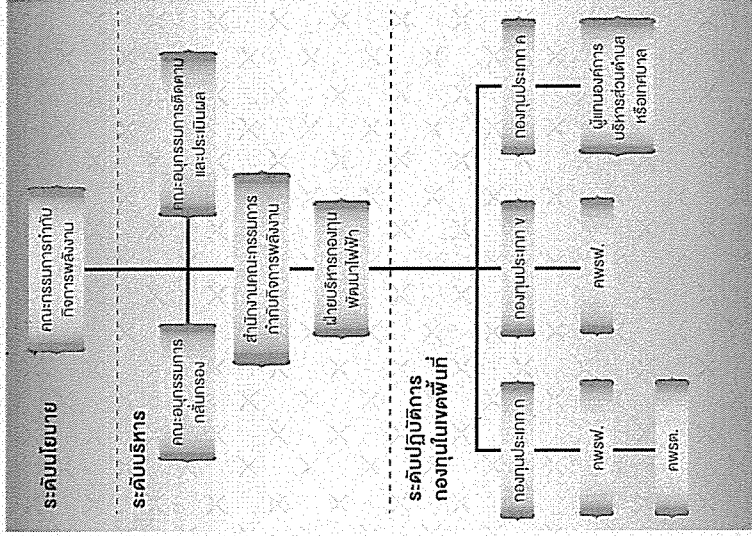 ระดับนโยบาย
คณะกรรมการกำกับ
กิจการพลังงาน
ระดับบริหาร
คณะอนุกรรมการ
กลั่นกรอง
คณะอนุกรรมการติดตาม
และประเมินผล
สำนักงานคณะกรรมการ
กำกับกิจการพลังงาน
ฝ่ายบริหารกองทุน
พัฒนาไฟฟ้า
ระดับปฏิบัติการ
กองทุนในเขตพื้นที่
กองทุนประเภท ก
กองทุนประเภท ข
กองทุนประเภท ค
คพรฟ.
คพรฟ.
ผู้แทนองค์การ
บริหารส่วนตำบล
หรือเทศบาล
คพรต.